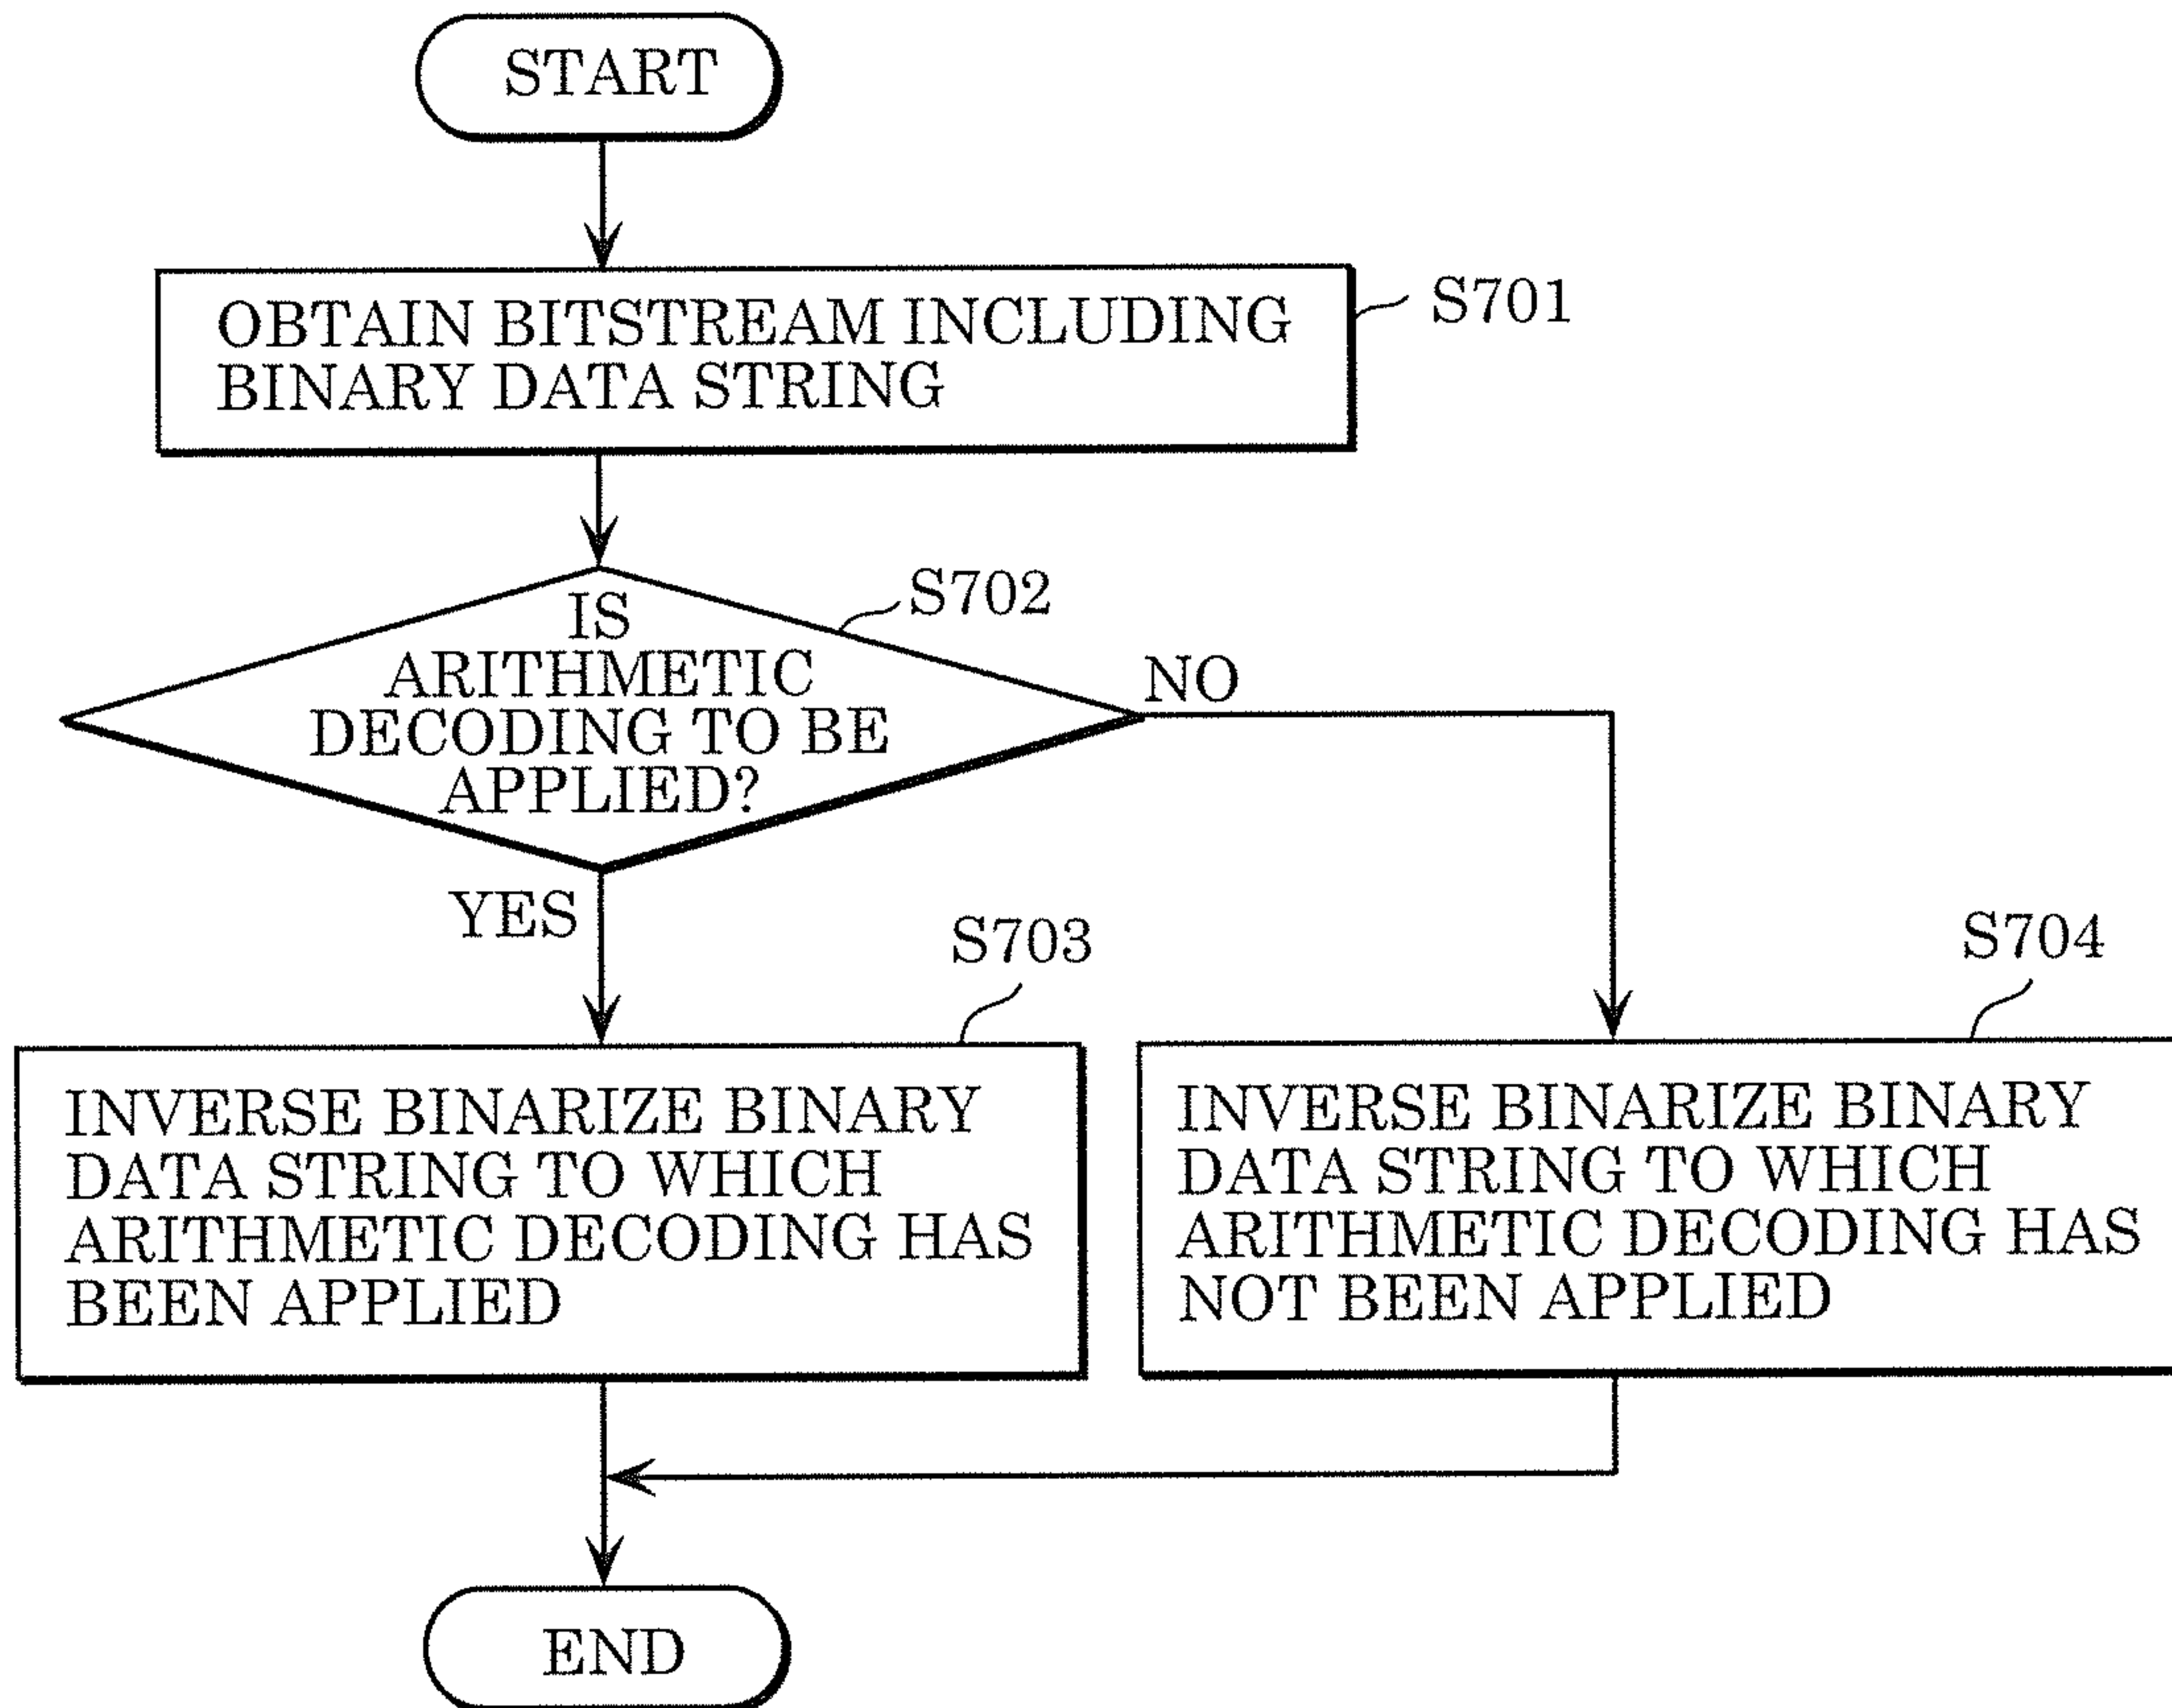 START
OBTAIN BITSTREAM INCLUDING
BINARY DATA STRING
S701
IS
ARITHMETIC
DECODING TO BE
APPLIED?
S702
NO
YES
S703
INVERSE BINARIZE BINARY
DATA STRING TO WHICH
ARITHMETIC DECODING HAS
BEEN APPLIED
S704
INVERSE BINARIZE BINARY
DATA STRING TO WHICH
ARITHMETIC DECODING HAS
NOT BEEN APPLIED
END